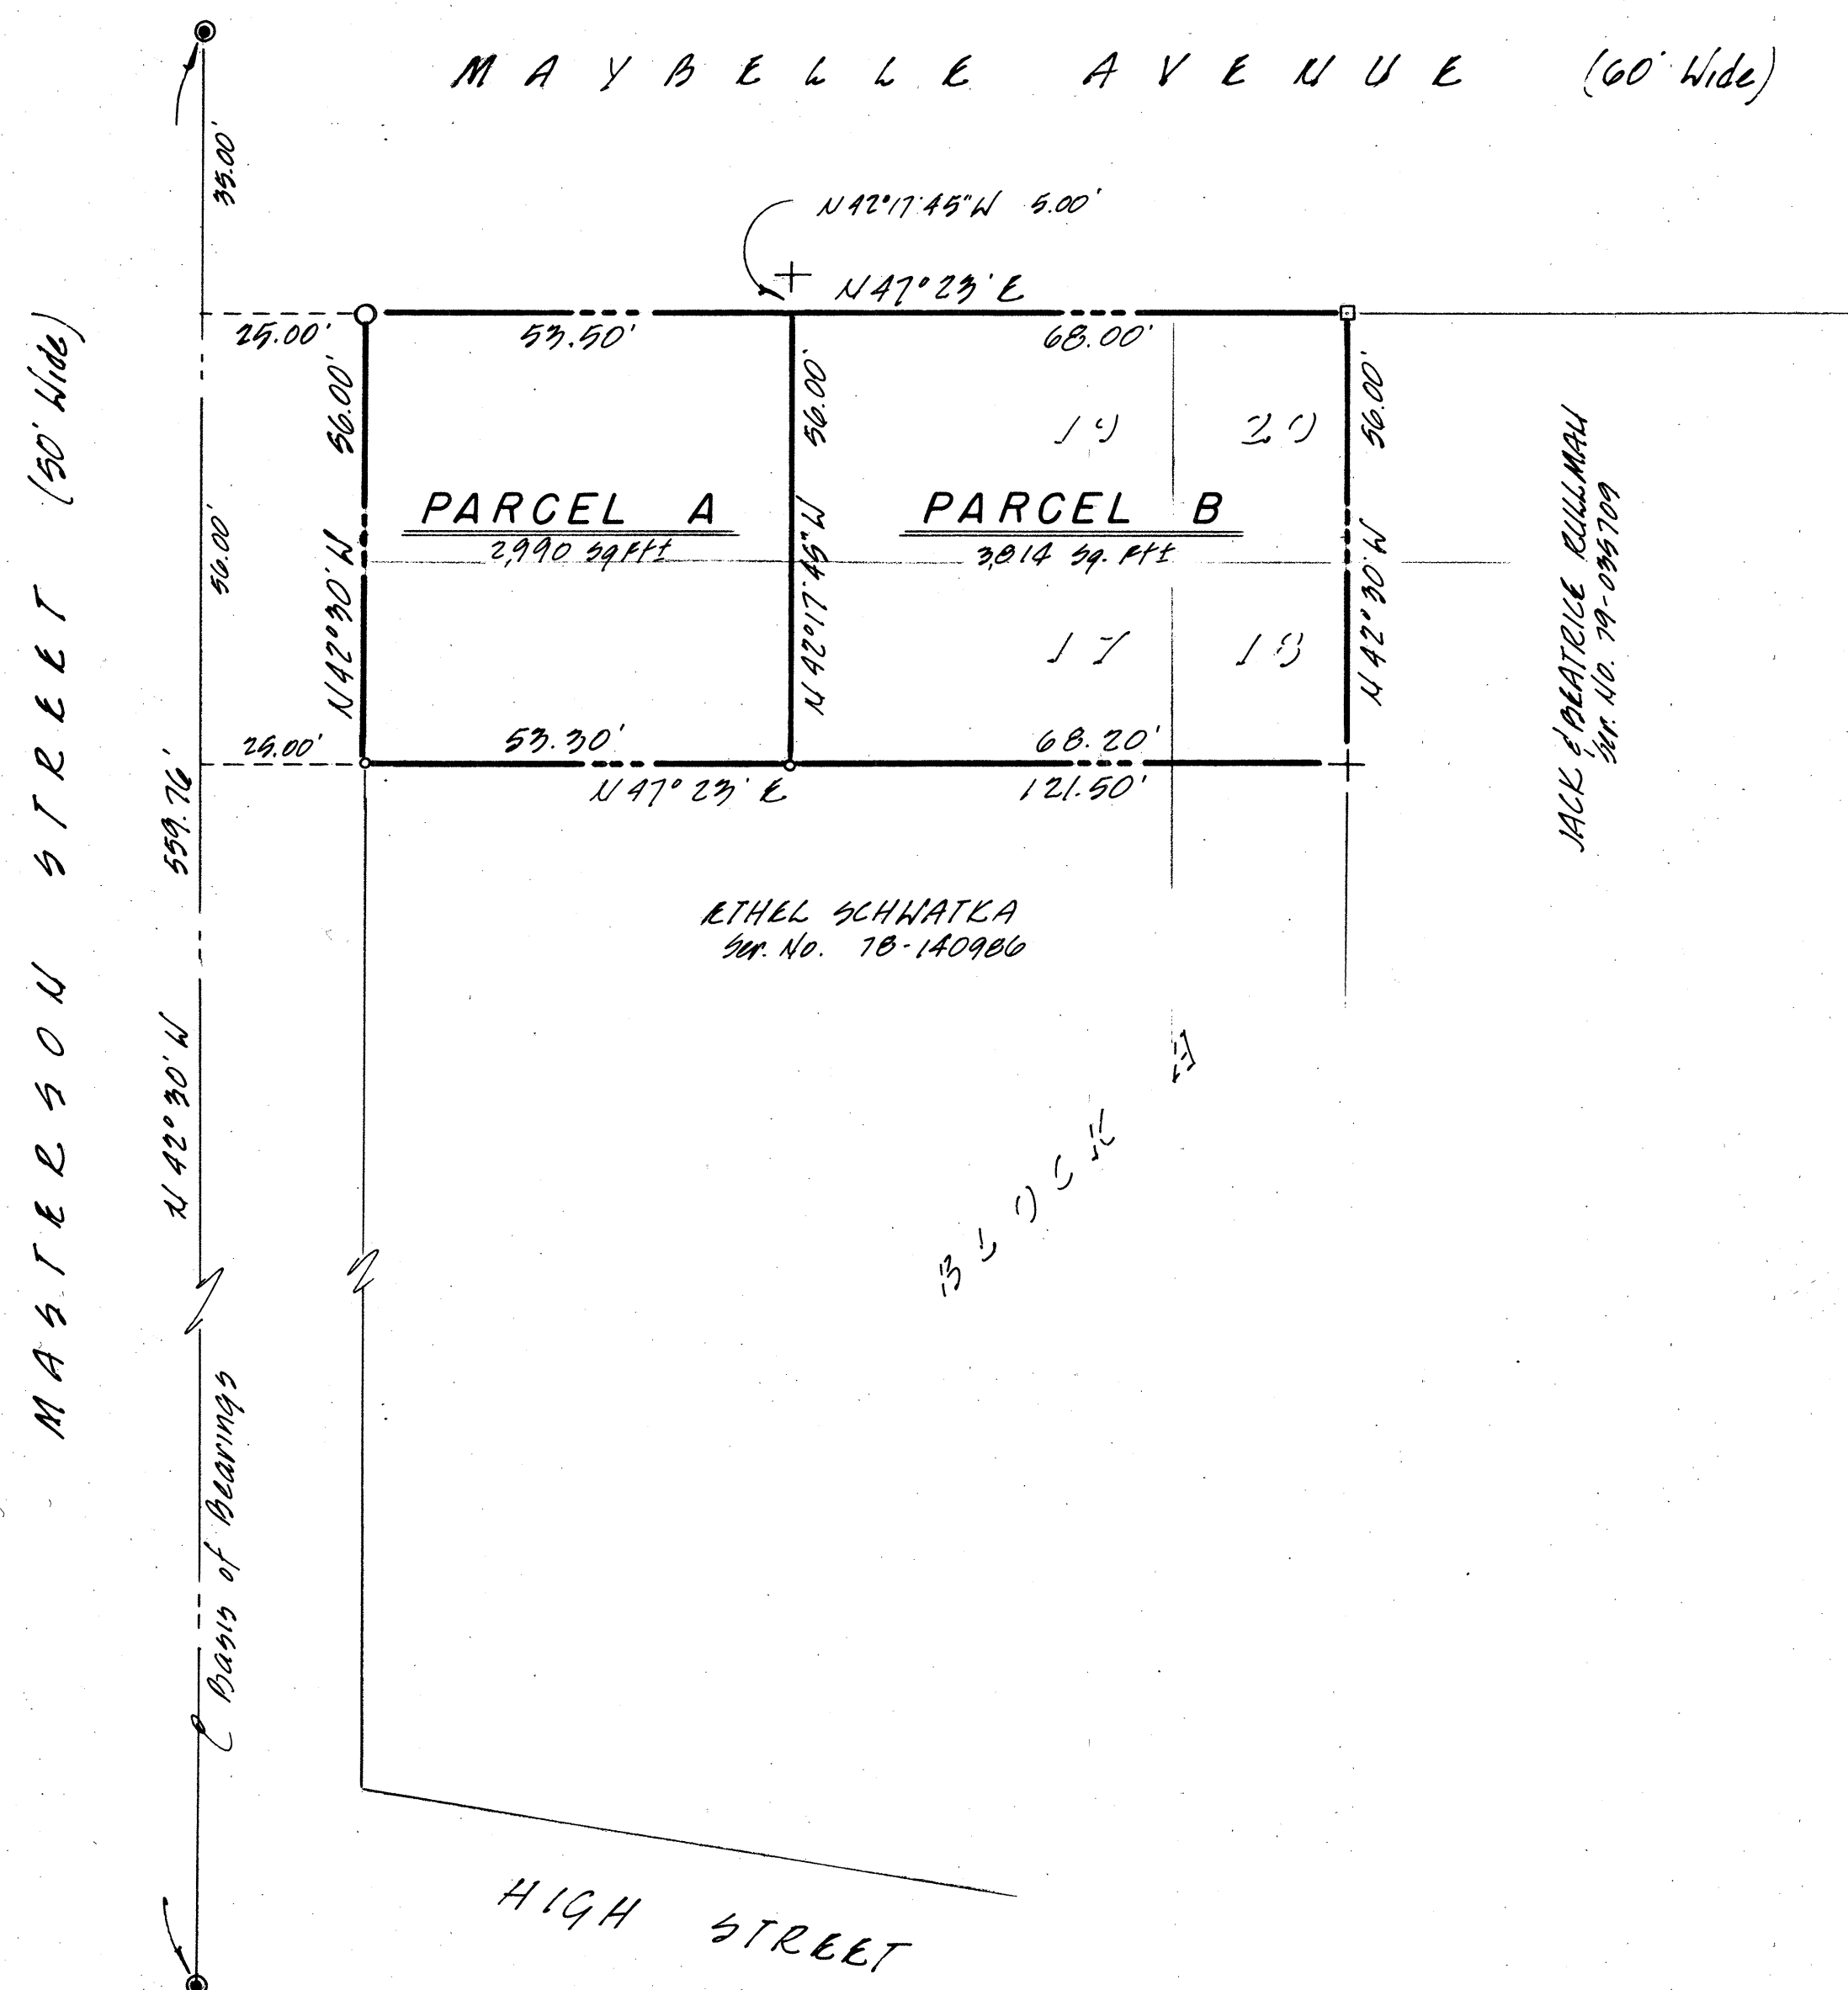 MAYBELLE AVENUE (60' Wide)
35.00'
N42°17'45"W 5.00'
N47°23'E
25.00'
53.50'
68.00'
56.00'
N42°30'W
56.00'
N42°17'45"W
56.00'
N42°30'W
19
20
PARCEL A
2,990 sq Ft±
PARCEL B
3,814 sq. Ft±
17
18
56.00'
25.00'
53.30'
68.20'
N47°23'E
121.50'
MASTERSON STREET (50' Wide)
N42°30'W 559.76'
JACK & BEATRICE RULLMAN
Ser. No. 79-035709
ETHEL SCHWATKA
Ser. No. 78-140986
BLOCK
Basis of Bearings
HIGH STREET